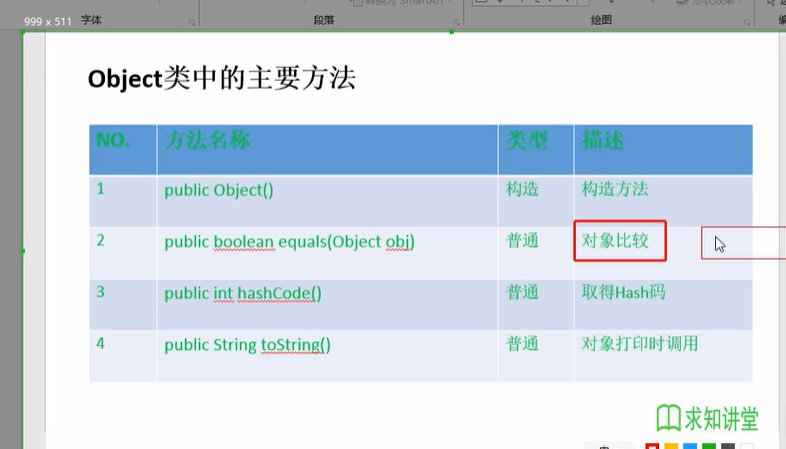 999 x 511
字体
段落
绘图
Object类中的主要方法
NO. 方法名称 类型 描述
1 public Object() 构造 构造方法
2 public boolean equals(Object obj) 普通 对象比较
3 public int hashCode() 普通 取得Hash码
4 public String toString() 普通 对象打印时调用
求知讲堂